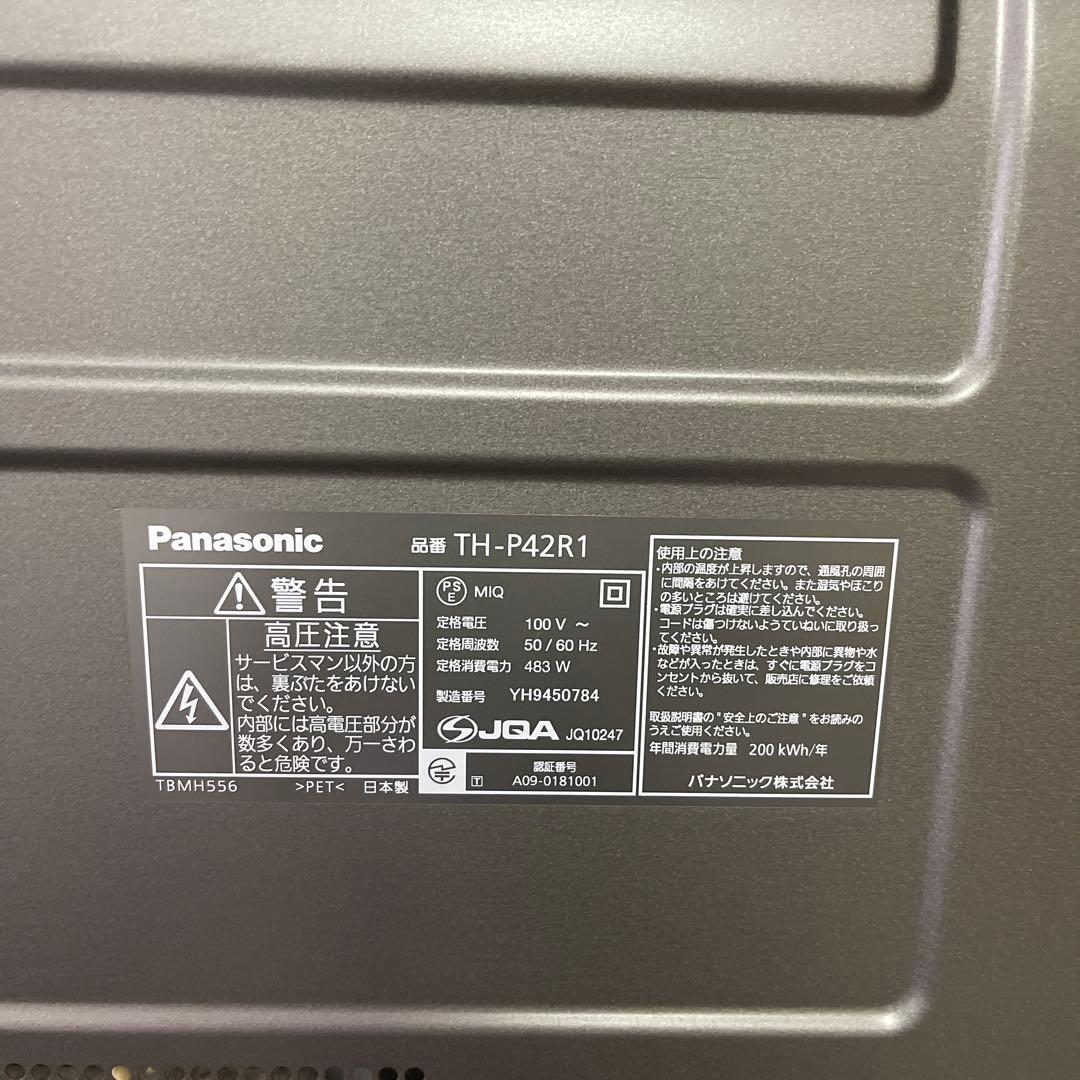 Panasonic
品番 TH-P42R1
警告
高圧注意
サービスマン以外の方
は、裏ぶたをあけない
でください。
内部には高電圧部分が
数多くあり、万一さわ
ると危険です。
TBMH556 >PET< 日本製
PS
E
MIQ
定格電圧 100 V ～
定格周波数 50 / 60 Hz
定格消費電力 483 W
製造番号 YH9450784
JQA JQ10247
T
認証番号
A09-0181001
使用上の注意
・内部の温度が上昇しますので、通風孔の周囲
に間隔をあけてください。また湿気やほこり
の多いところは避けてください。
・電源プラグは確実に差し込んでください。
コードは傷つけないようていねいに取り扱っ
てください。
・故障や異常が発生したときや内部に異物や水
などが入ったときは、すぐに電源プラグをコ
ンセントから抜いて、販売店に修理をご依頼
ください。
取扱説明書の"安全上のご注意"をお読みの
うえご使用ください。
年間消費電力量 200 kWh/年
パナソニック株式会社